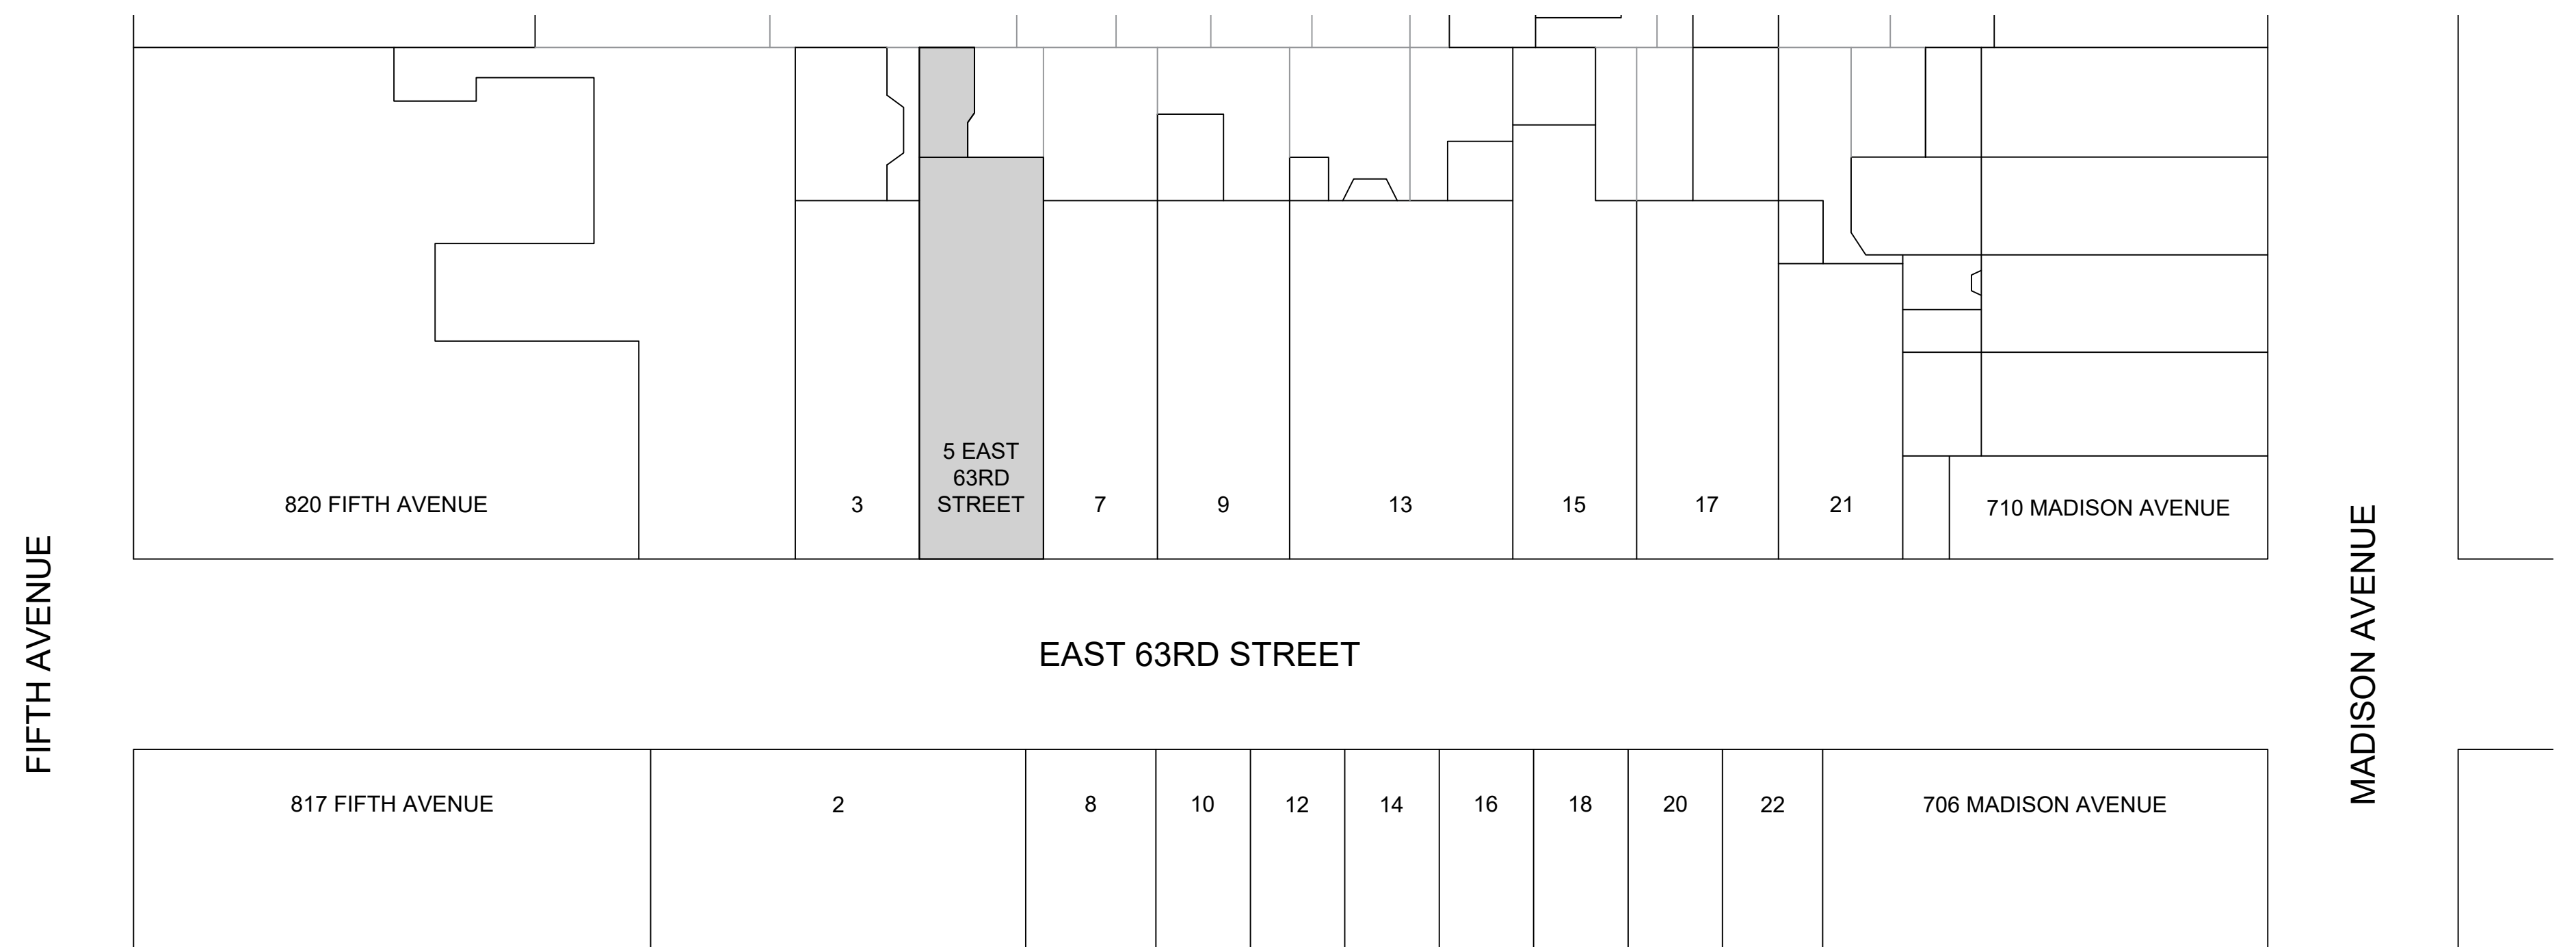 5 EAST
63RD
STREET
820 FIFTH AVENUE
3
7
9
13
15
17
21
710 MADISON AVENUE
FIFTH AVENUE
EAST 63RD STREET
MADISON AVENUE
817 FIFTH AVENUE
2
8
10
12
14
16
18
20
22
706 MADISON AVENUE